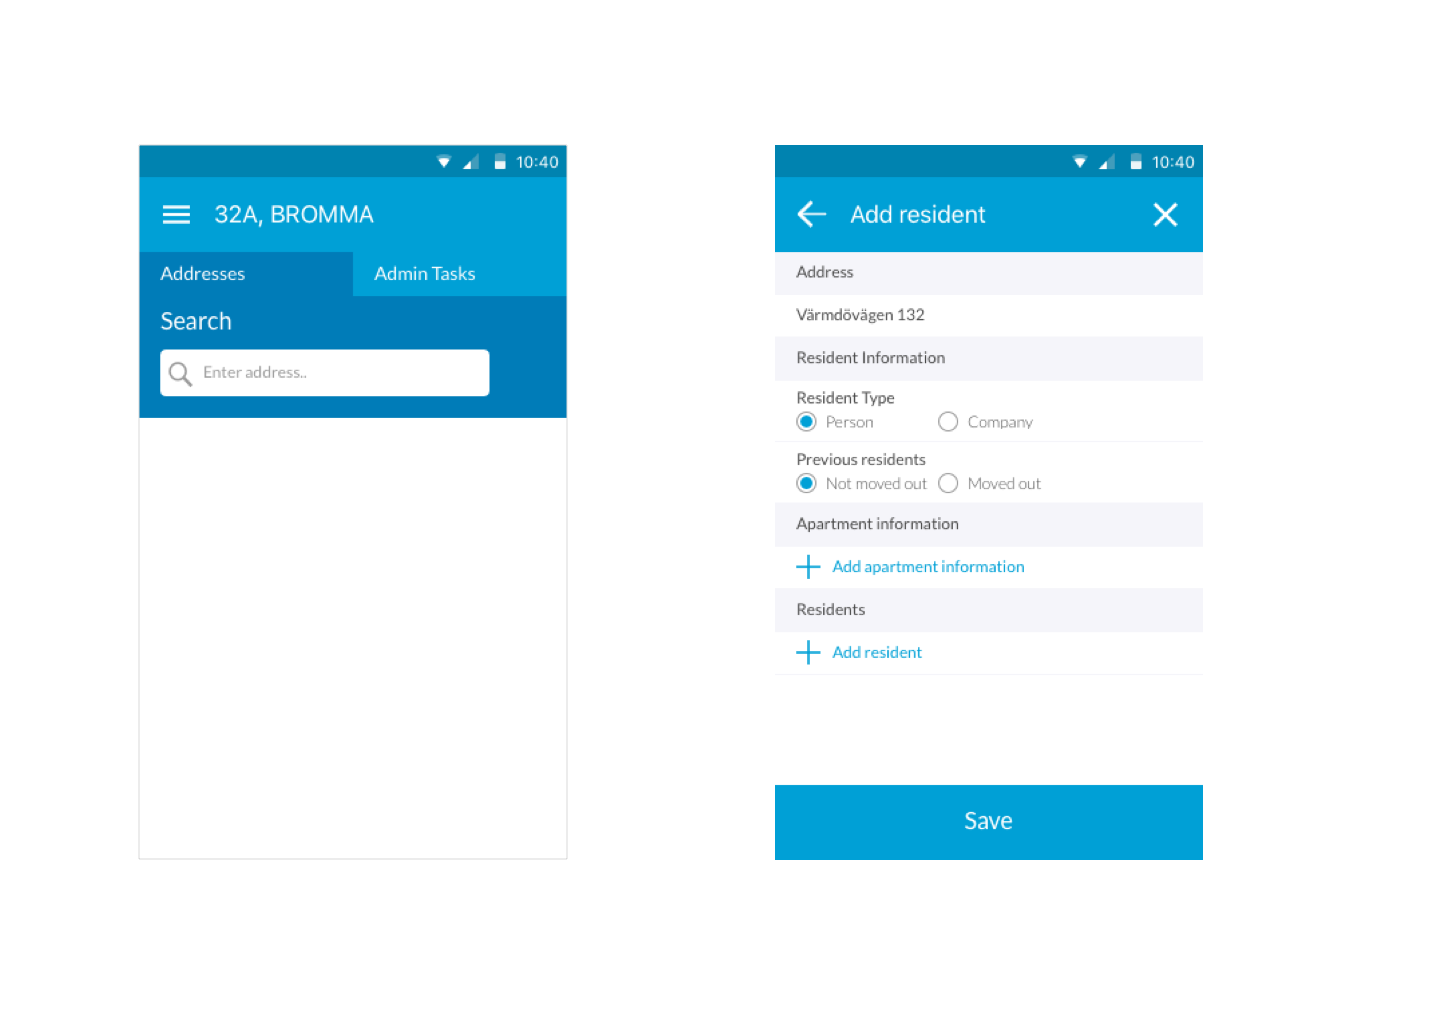 10:40
32A, BROMMA
Addresses Admin Tasks
Search
Enter address..
10:40
Add resident
Address
Värmdövägen 132
Resident Information
Resident Type
Person Company
Previous residents
Not moved out Moved out
Apartment information
Add apartment information
Residents
Add resident
Save